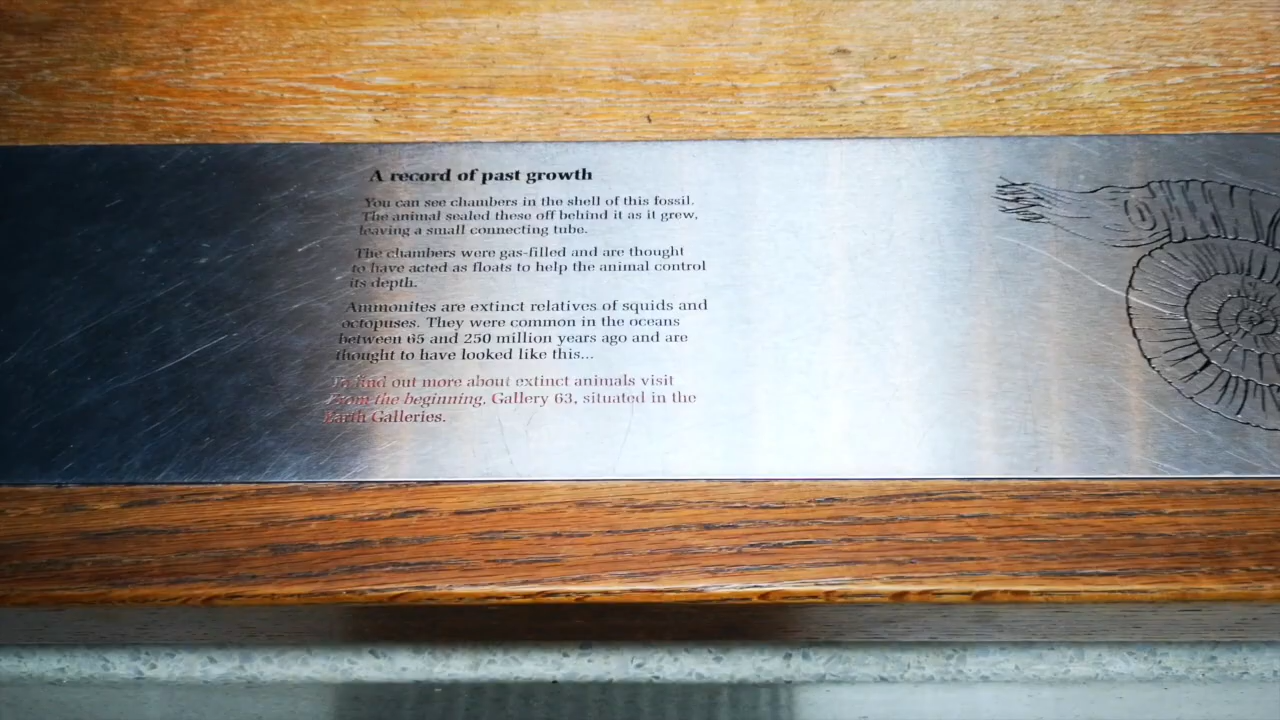 A record of past growth
You can see chambers in the shell of this fossil.
The animal sealed these off behind it as it grew,
leaving a small connecting tube.
The chambers were gas-filled and are thought
to have acted as floats to help the animal control
its depth.
Ammonites are extinct relatives of squids and
octopuses. They were common in the oceans
between 65 and 250 million years ago and are
thought to have looked like this...
To find out more about extinct animals visit
From the beginning, Gallery 63, situated in the
Earth Galleries.